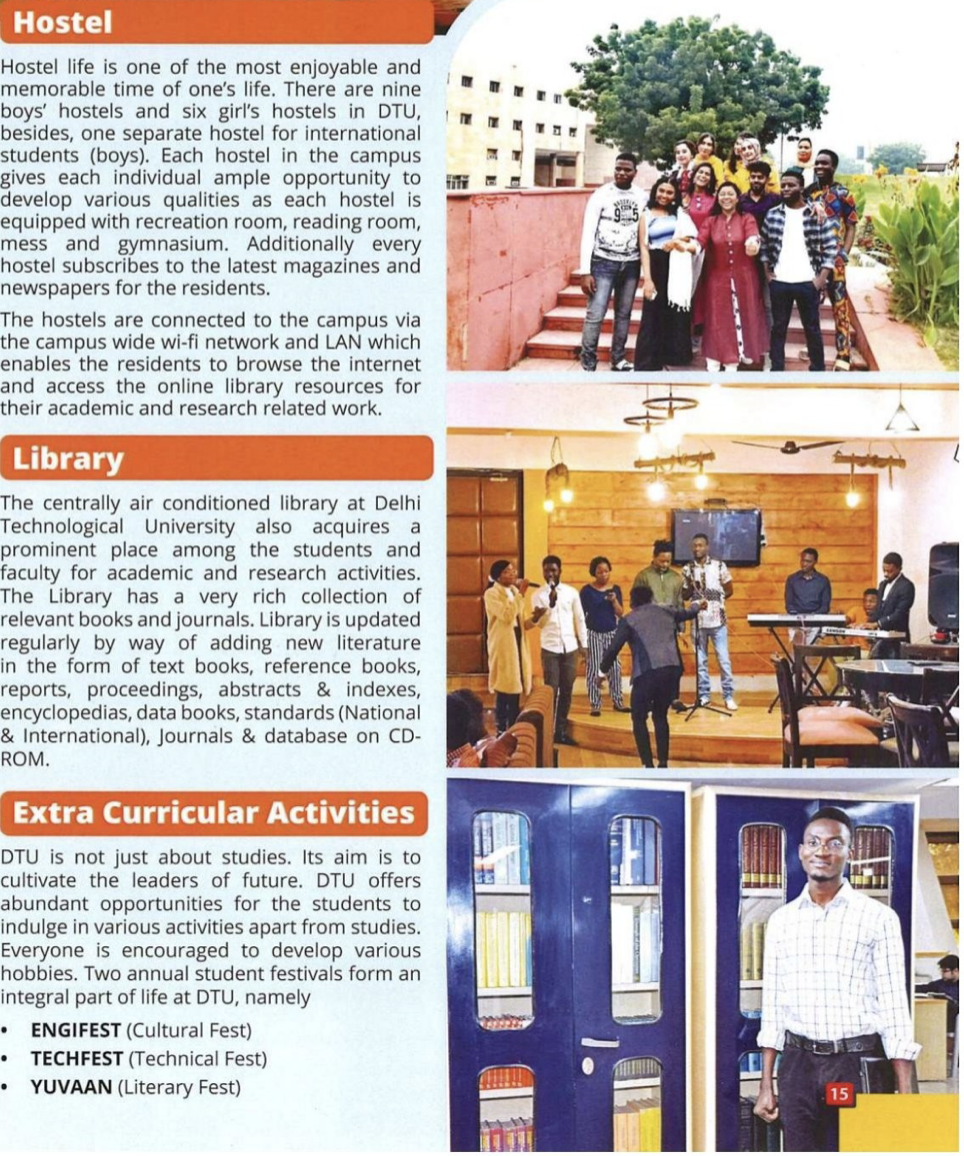 Hostel
Hostel life is one of the most enjoyable and
memorable time of one's life. There are nine
boys' hostels and six girl's hostels in DTU,
besides, one separate hostel for international
students (boys). Each hostel in the campus
gives each individual ample opportunity to
develop various qualities as each hostel is
equipped with recreation room, reading room,
mess and gymnasium. Additionally every
hostel subscribes to the latest magazines and
newspapers for the residents.
The hostels are connected to the campus via
the campus wide wi-fi network and LAN which
enables the residents to browse the internet
and access the online library resources for
their academic and research related work.
Library
The centrally air conditioned library at Delhi
Technological University also acquires a
prominent place among the students and
faculty for academic and research activities.
The Library has a very rich collection of
relevant books and journals. Library is updated
regularly by way of adding new literature
in the form of text books, reference books,
reports, proceedings, abstracts & indexes,
encyclopedias, data books, standards (National
& International), Journals & database on CD-
ROM.
Extra Curricular Activities
DTU is not just about studies. Its aim is to
cultivate the leaders of future. DTU offers
abundant opportunities for the students to
indulge in various activities apart from studies.
Everyone is encouraged to develop various
hobbies. Two annual student festivals form an
integral part of life at DTU, namely
• ENGIFEST (Cultural Fest)
• TECHFEST (Technical Fest)
• YUVAAN (Literary Fest)
15